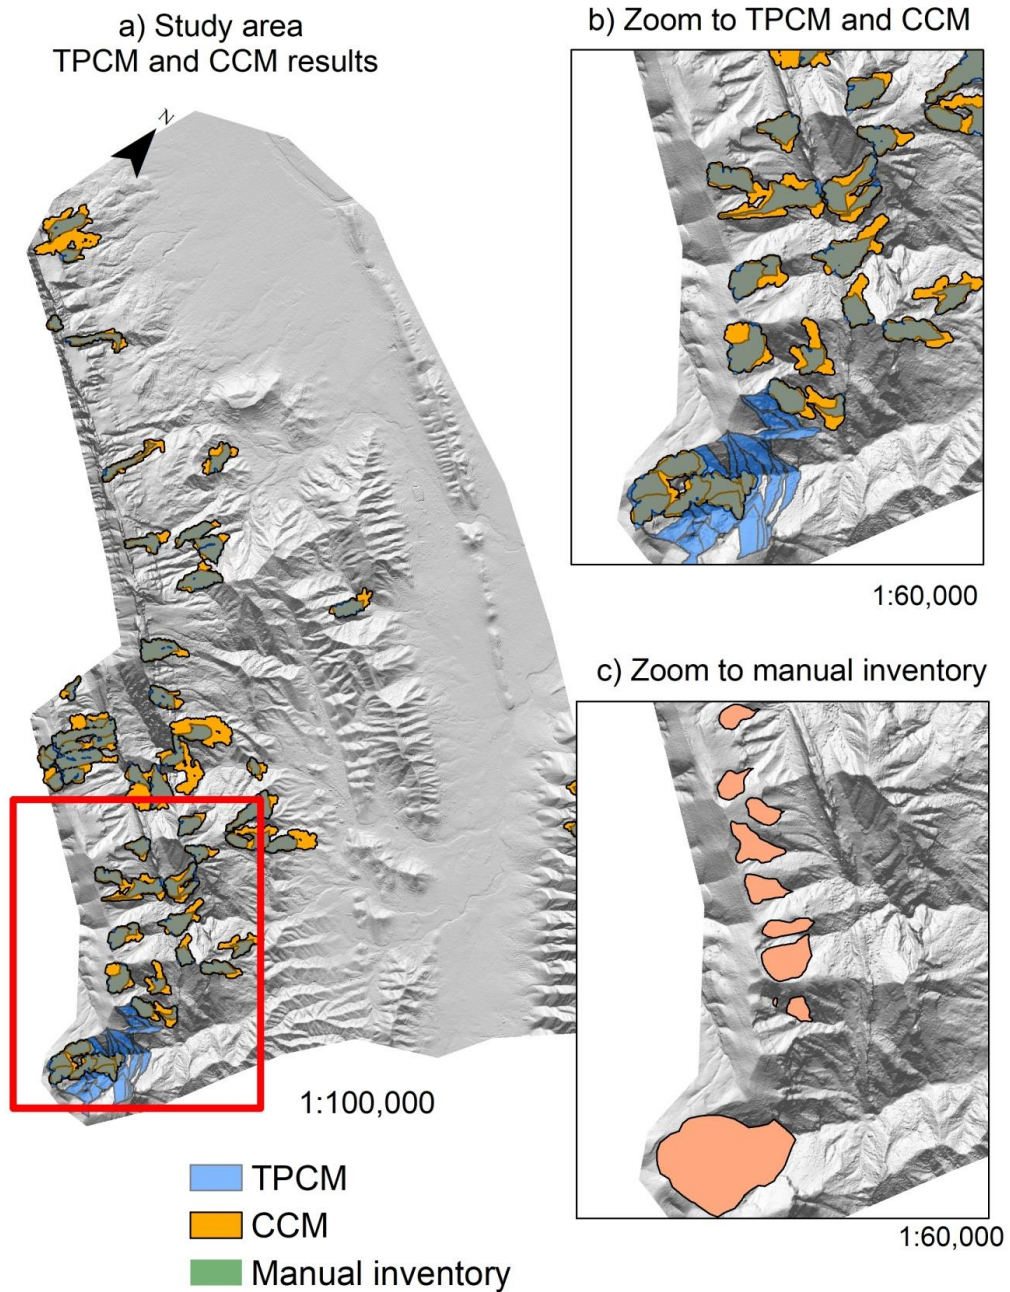 a) Study area
TPCM and CCM results
N
b) Zoom to TPCM and CCM
1:60,000
c) Zoom to manual inventory
1:60,000
1:100,000
TPCM
CCM
Manual inventory